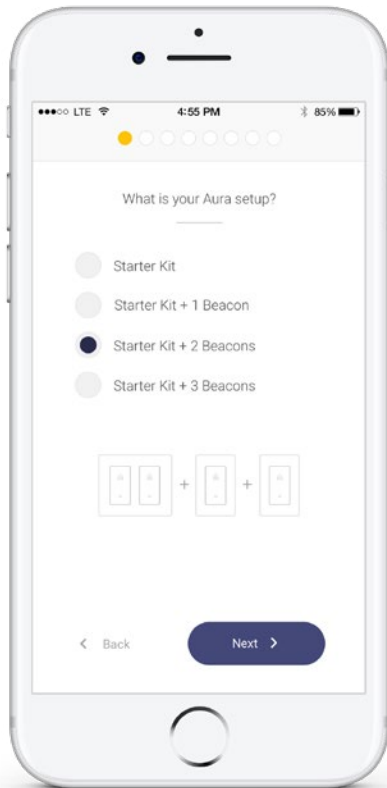 LTE 4:55 PM 85%
What is your Aura setup?
Starter Kit
Starter Kit + 1 Beacon
Starter Kit + 2 Beacons
Starter Kit + 3 Beacons
+ +
Back Next